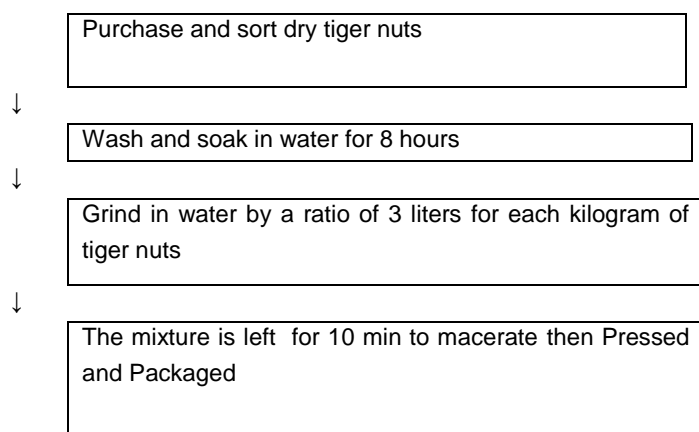 Purchase and sort dry tiger nuts
↓
Wash and soak in water for 8 hours
↓
Grind in water by a ratio of 3 liters for each kilogram of
tiger nuts
↓
The mixture is left for 10 min to macerate then Pressed
and Packaged